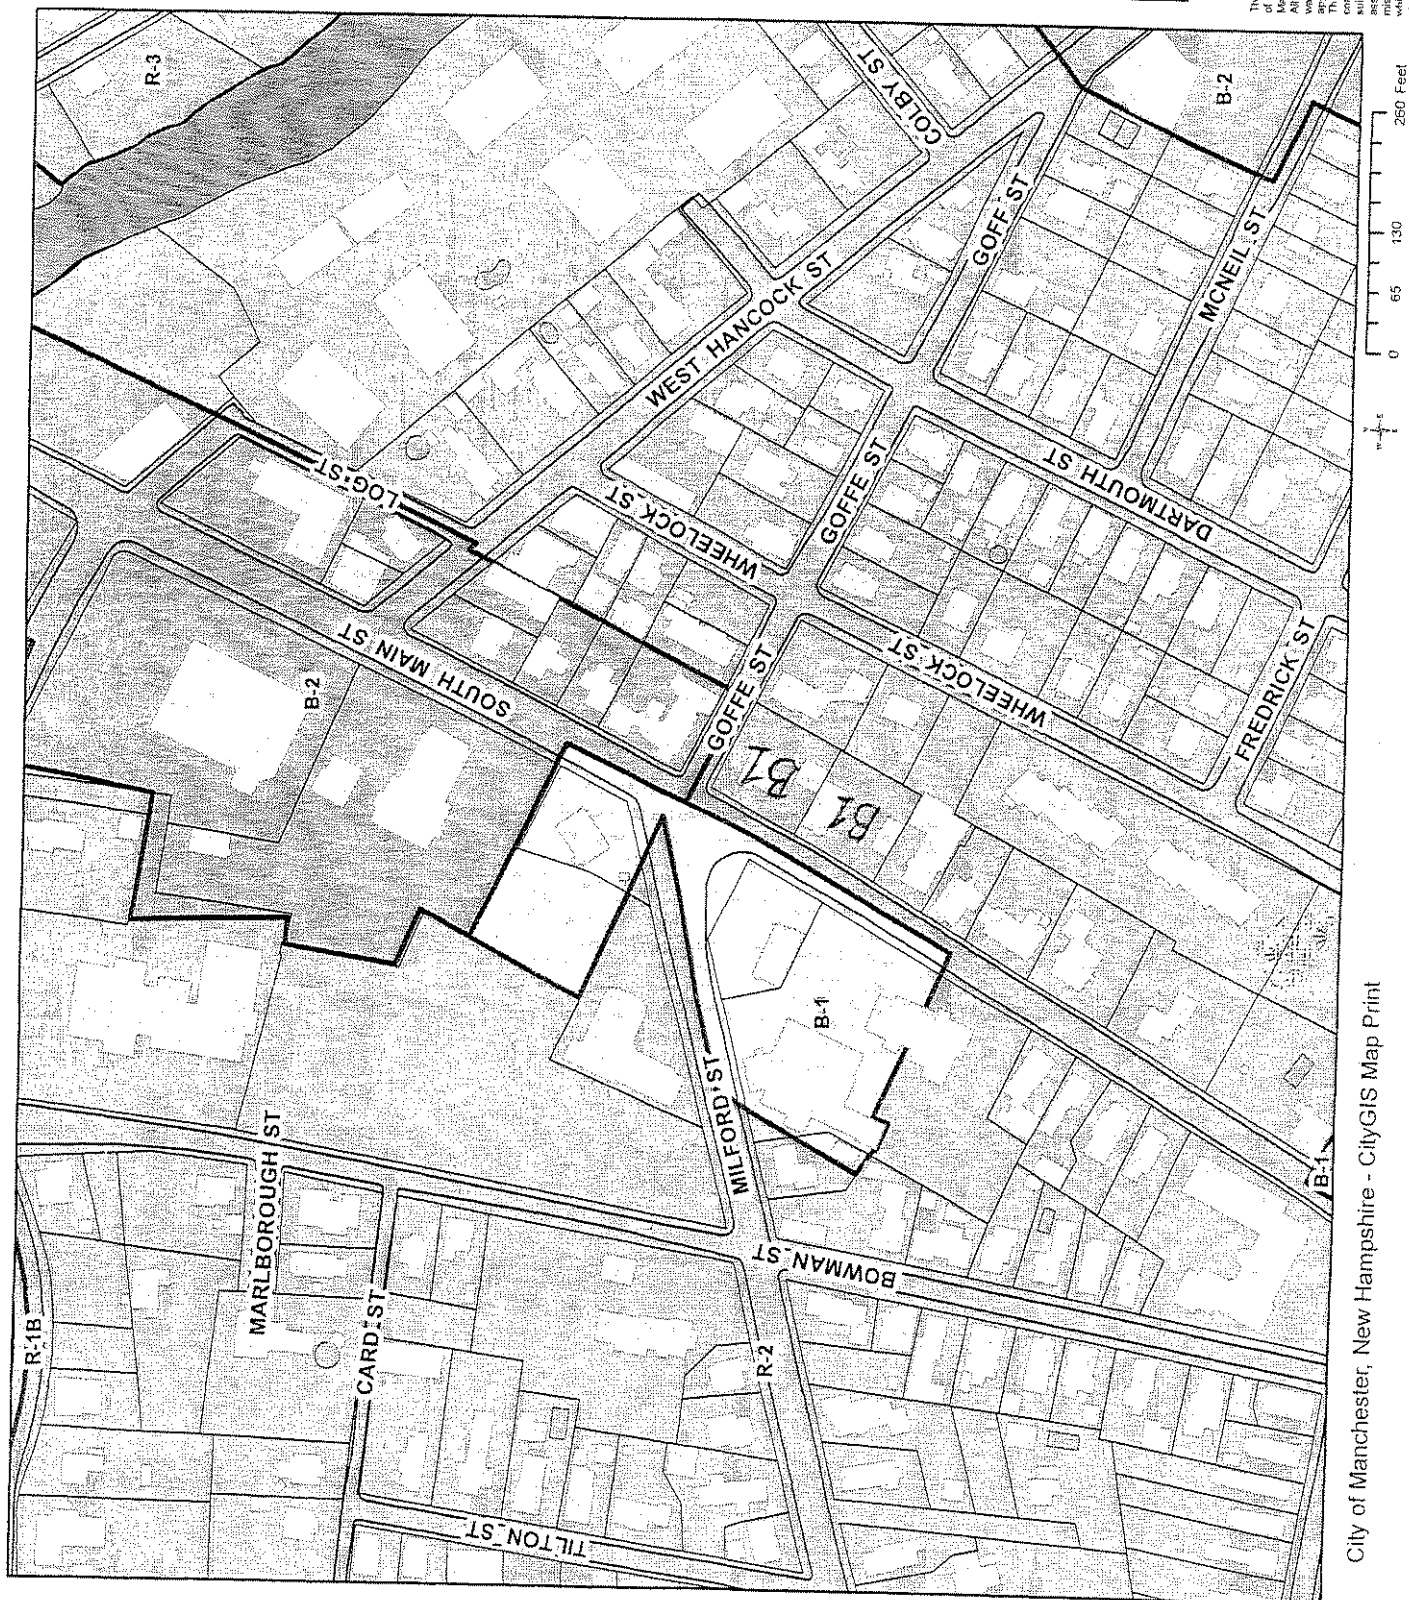 R-3
COLBY ST
B-2
GOFF ST
MCNEIL ST
WEST HANCOCK ST
LOG ST
WHEELOCK ST
GOFFE ST
DARTMOUTH ST
SOUTH MAIN ST
B-2
GOFFE ST
WHEELOCK ST
FREDRICK ST
B1
B1
B-1
MILFORD ST
MARLBOROUGH ST
BOWMAN ST
B-1
R-1B
CARD ST
R-2
TILTON ST
0 65 130 260 Feet
City of Manchester, New Hampshire - CityGIS Map Print